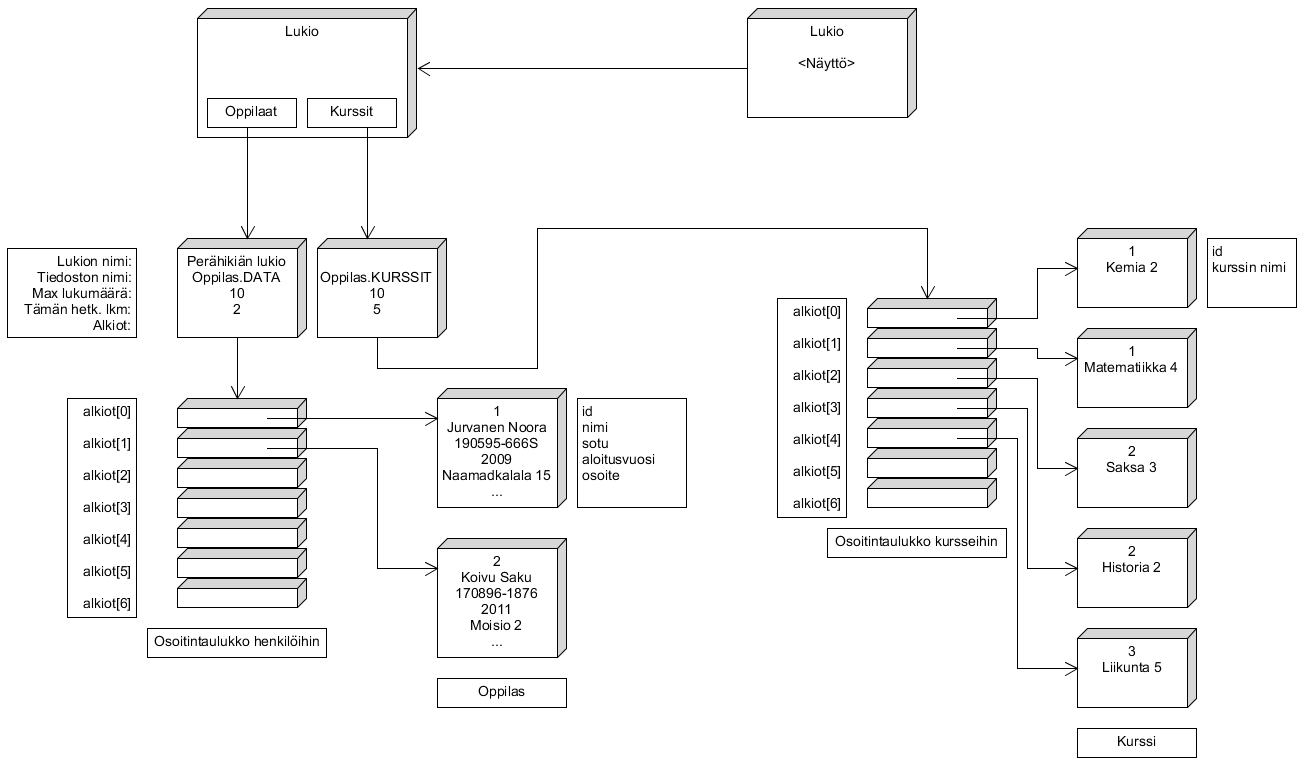 Lukio
Oppilaat
Kurssit
Lukio
<Näyttö>
Lukion nimi:
Tiedoston nimi:
Max lukumäärä:
Tämän hetk. lkm:
Alkiot:
Perähikiän lukio
Oppilas.DATA
10
2
Oppilas.KURSSIT
10
5
alkiot[0]
alkiot[1]
alkiot[2]
alkiot[3]
alkiot[4]
alkiot[5]
alkiot[6]
Osoitintaulukko henkilöihin
1
Jurvanen Noora
190595-666S
2009
Naamadkalala 15
...
id
nimi
sotu
aloitusvuosi
osoite
2
Koivu Saku
170896-1876
2011
Moisio 2
...
Oppilas
alkiot[0]
alkiot[1]
alkiot[2]
alkiot[3]
alkiot[4]
alkiot[5]
alkiot[6]
Osoitintaulukko kursseihin
1
Kemia 2
id
kurssin nimi
1
Matematiikka 4
2
Saksa 3
2
Historia 2
3
Liikunta 5
Kurssi